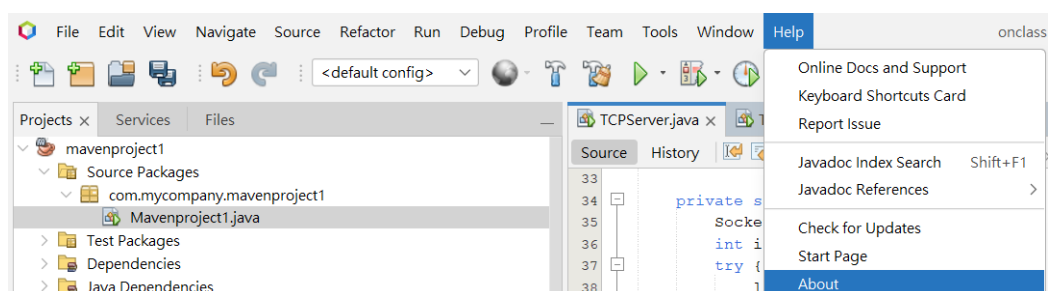 File Edit View Navigate Source Refactor Run Debug Profile Team Tools Window Help onclass
<default config>
Projects Services Files
mavenproject1
Source Packages
com.mycompany.mavenproject1
Mavenproject1.java
Test Packages
Dependencies
Java Dependencies
TCPServer.java
Source History
33
34 private s
35 Socke
36 int i
37 try {
38
Online Docs and Support
Keyboard Shortcuts Card
Report Issue
Javadoc Index Search Shift+F1
Javadoc References
Check for Updates
Start Page
About